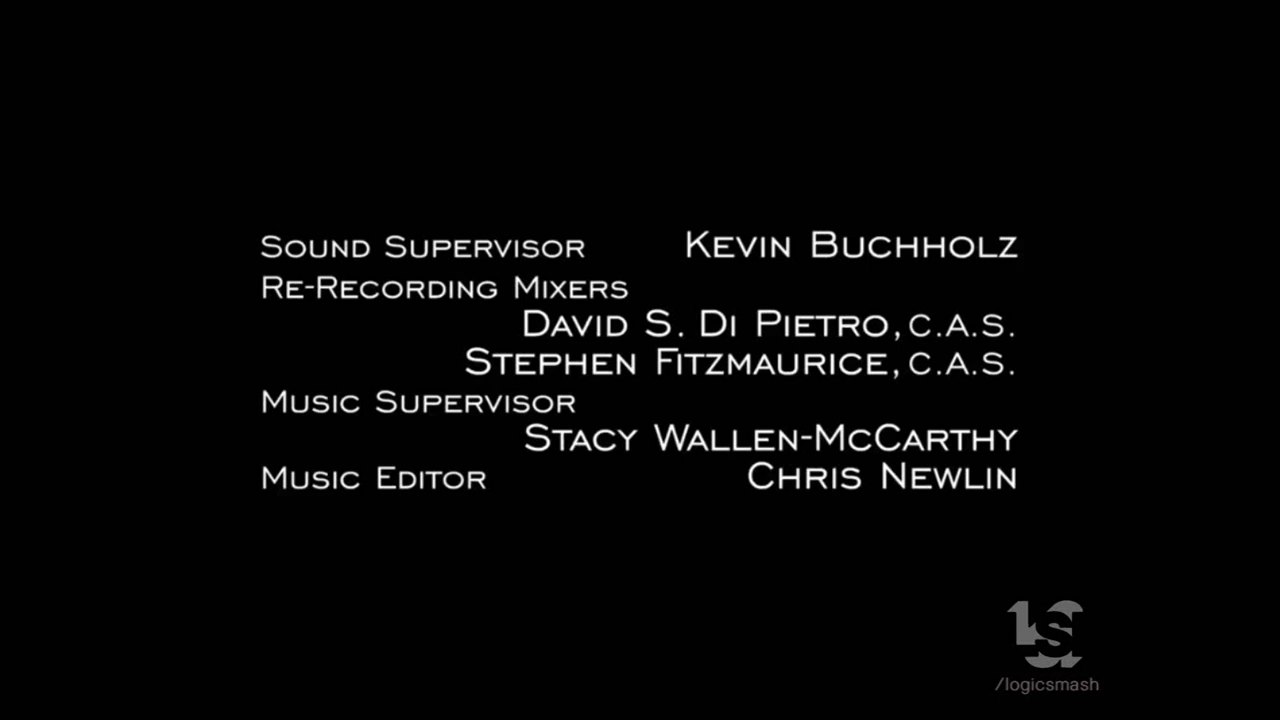 Sound Supervisor Kevin Buchholz
Re-Recording Mixers
David S. Di Pietro, C.A.S.
Stephen Fitzmaurice, C.A.S.
Music Supervisor
Stacy Wallen-McCarthy
Music Editor Chris Newlin
LS
/logicsmash